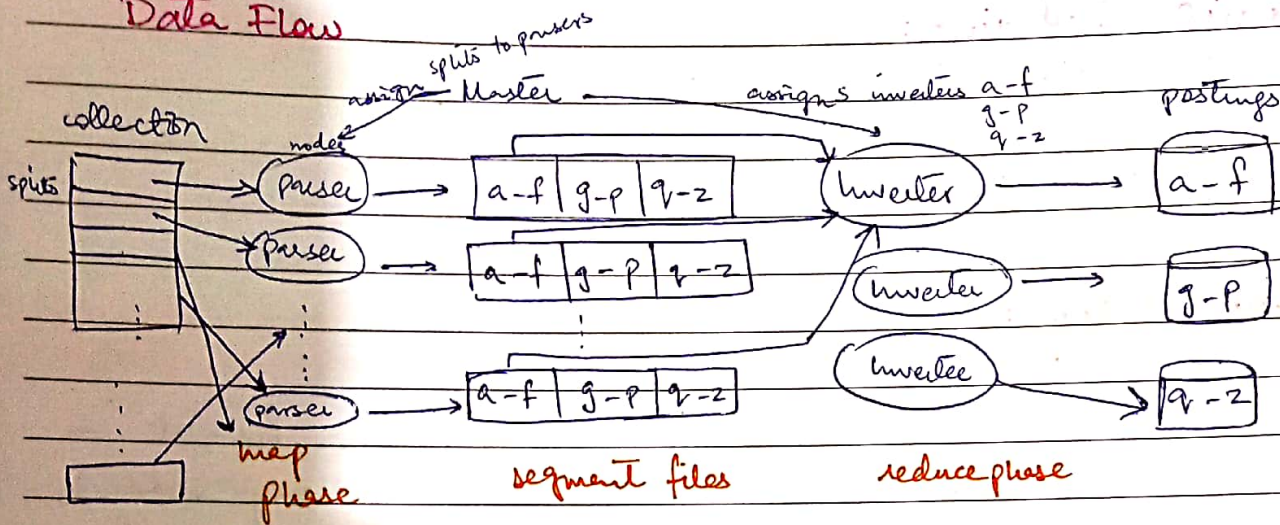 Data Flow
splits to parsers
assign
Master
assigns inverters a-f
g-p
q-z
postings
collection
nodes
splits
parser
a-f g-p q-z
Inverter
a-f
parser
a-f g-p q-z
Inverter
g-p
parser
a-f g-p q-z
Inverter
q-z
map phase
segment files
reduce phase